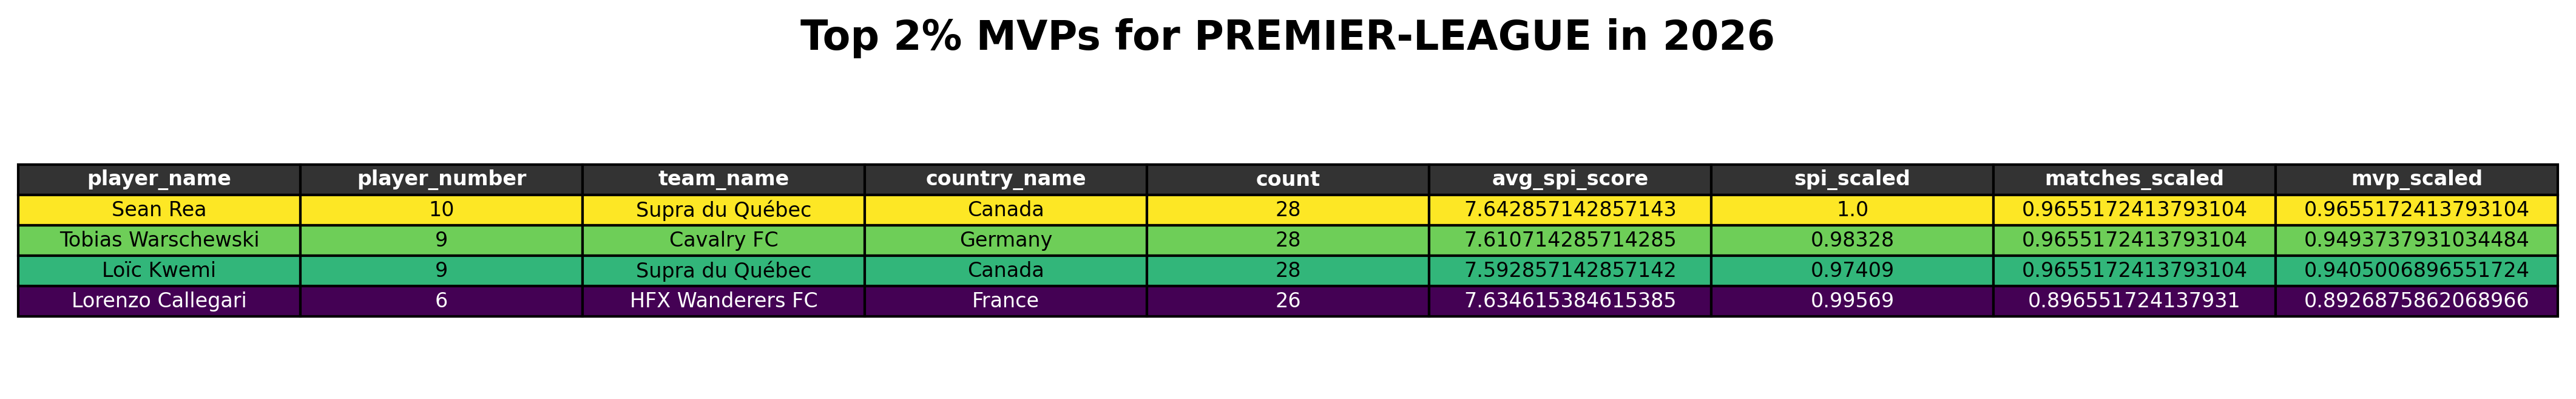 Top 2% MVPs for PREMIER-LEAGUE in 2026
player_name player_number team_name country_name count avg_spi_score spi_scaled matches_scaled mvp_scaled
Sean Rea 10 Supra du Québec Canada 28 7.642857142857143 1.0 0.9655172413793104 0.9655172413793104
Tobias Warschewski 9 Cavalry FC Germany 28 7.610714285714285 0.98328 0.9655172413793104 0.9493737931034484
Loïc Kwemi 9 Supra du Québec Canada 28 7.592857142857142 0.97409 0.9655172413793104 0.9405006896551724
Lorenzo Callegari 6 HFX Wanderers FC France 26 7.634615384615385 0.99569 0.896551724137931 0.8926875862068966